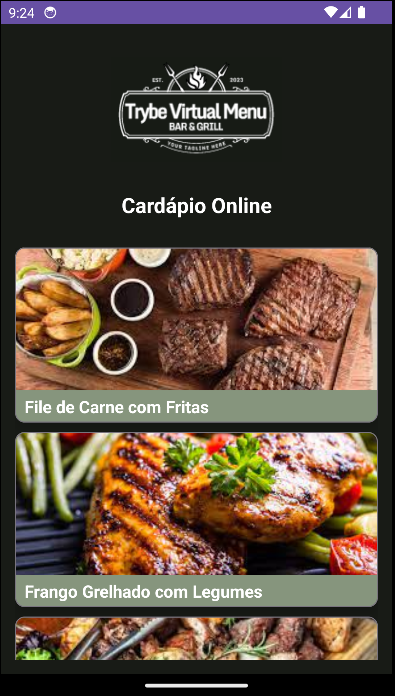 9:24
EST. 2023
Trybe Virtual Menu
BAR & GRILL
YOUR TAGLINE HERE
Cardápio Online
File de Carne com Fritas
Frango Grelhado com Legumes